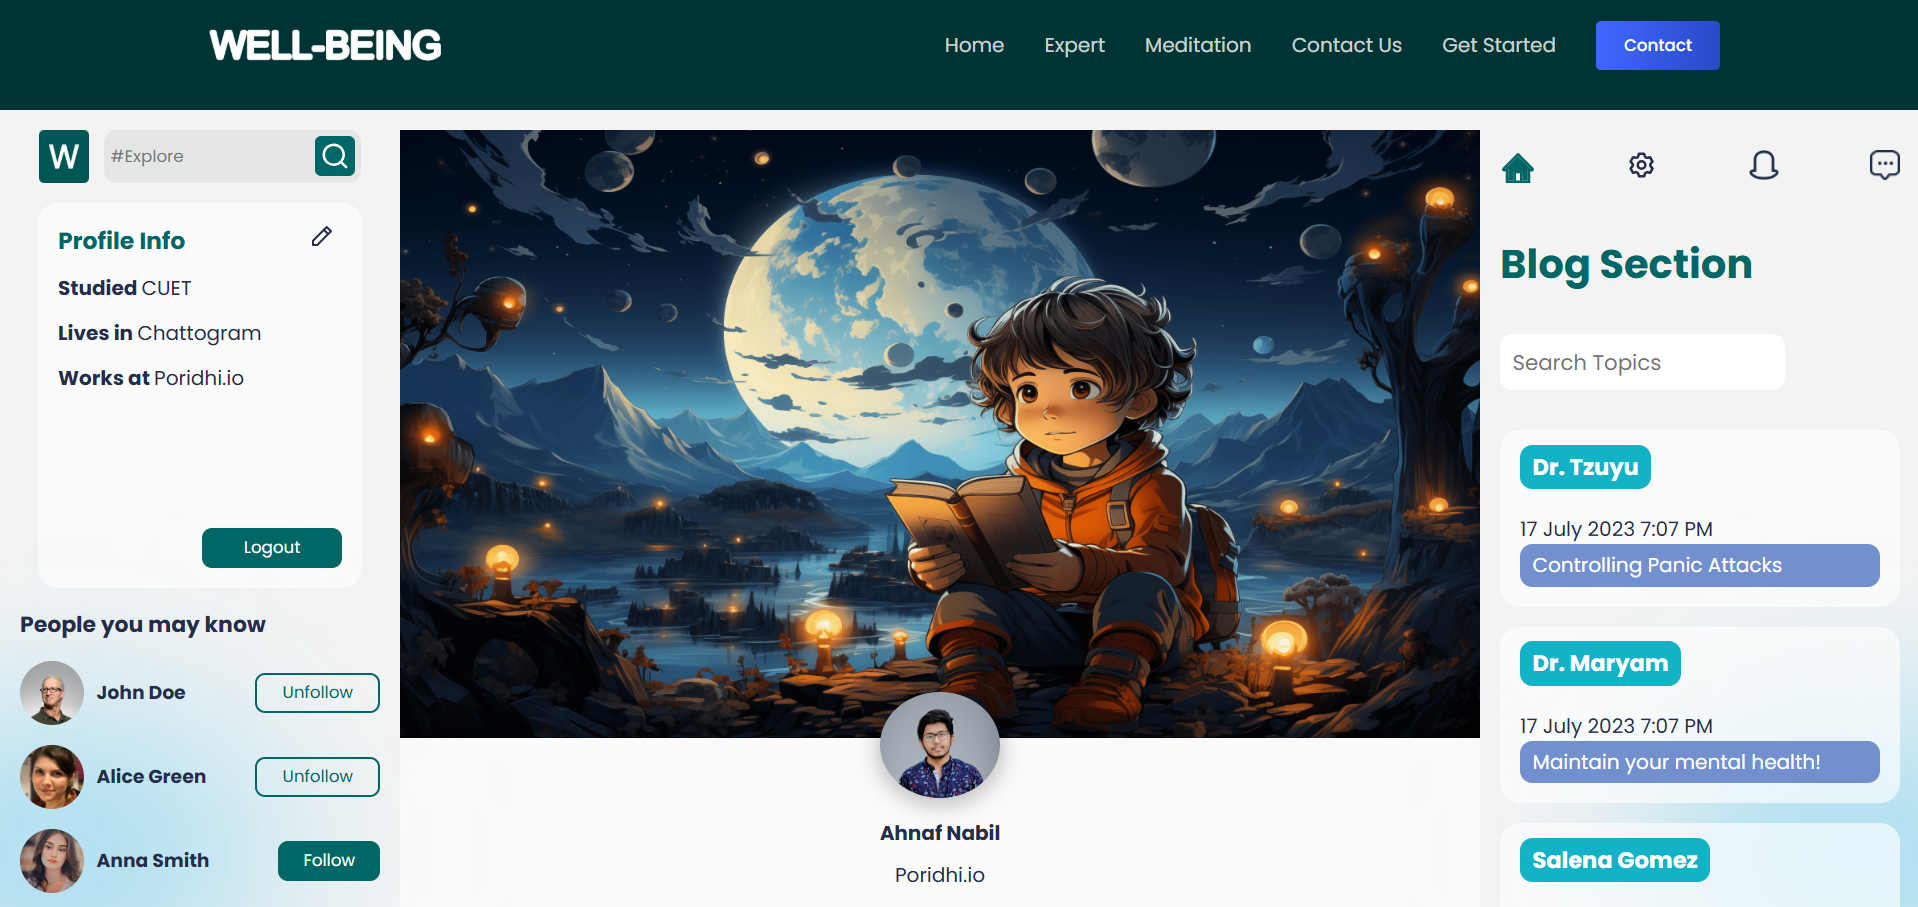 WELL-BEING
Home Expert Meditation Contact Us Get Started Contact
W #Explore
Profile Info
Studied CUET
Lives in Chattogram
Works at Poridhi.io
Logout
People you may know
John Doe Unfollow
Alice Green Unfollow
Anna Smith Follow
Ahnaf Nabil
Poridhi.io
Blog Section
Search Topics
Dr. Tzuyu
17 July 2023 7:07 PM
Controlling Panic Attacks
Dr. Maryam
17 July 2023 7:07 PM
Maintain your mental health!
Salena Gomez